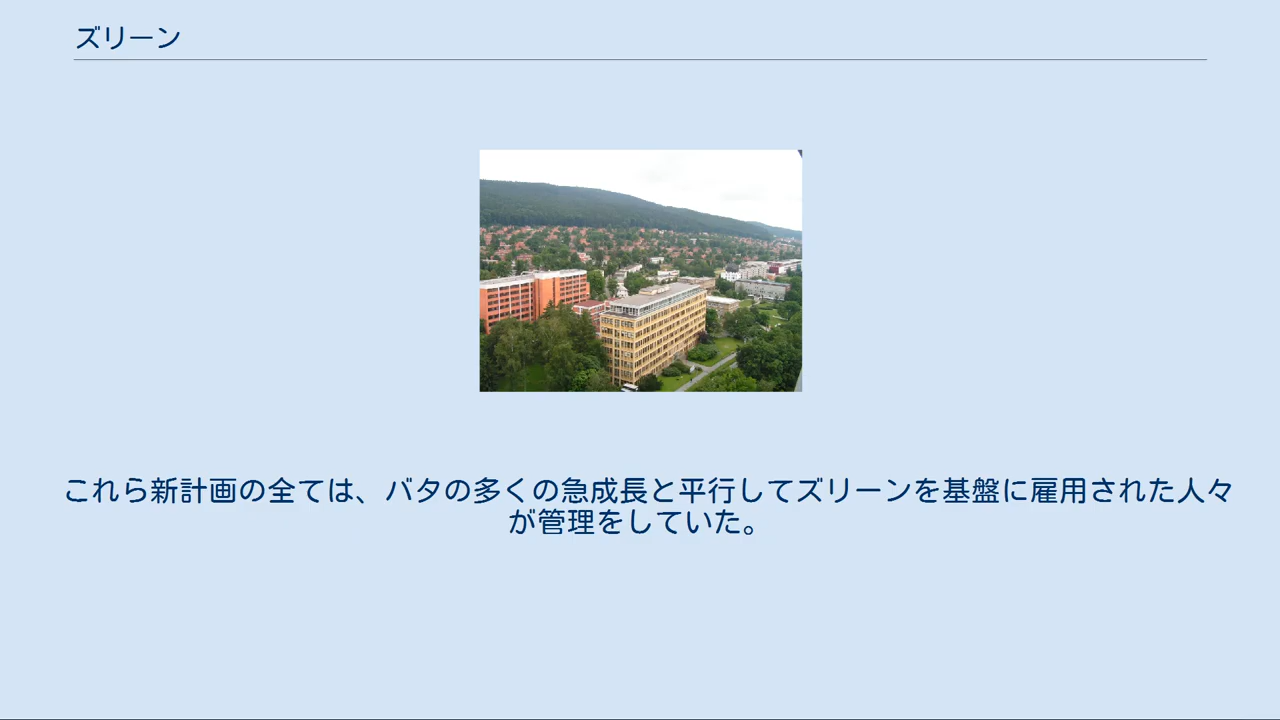 ズリーン
これら新計画の全ては、バタの多くの急成長と平行してズリーンを基盤に雇用された人々
が管理をしていた。